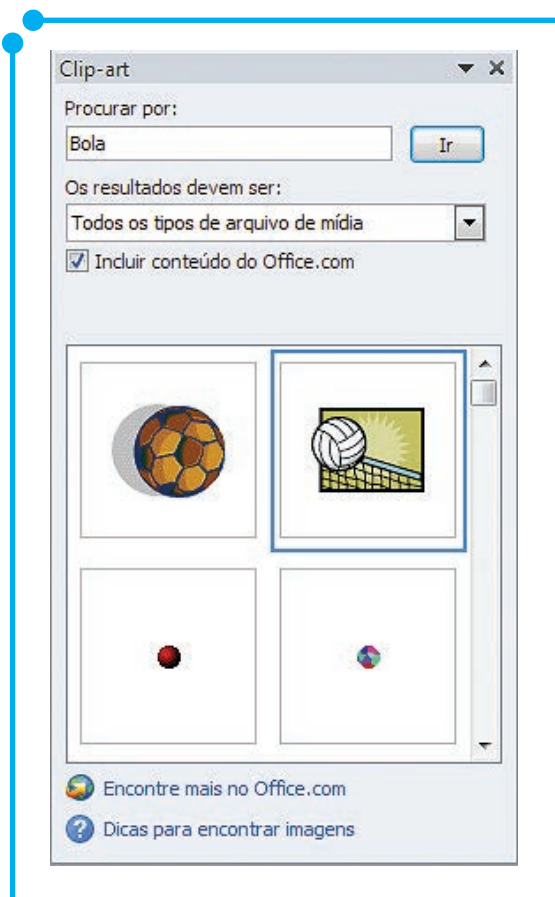 Clip-art
Procurar por:
Bola
Ir
Os resultados devem ser:
Todos os tipos de arquivo de mídia
Incluir conteúdo do Office.com
Encontre mais no Office.com
Dicas para encontrar imagens